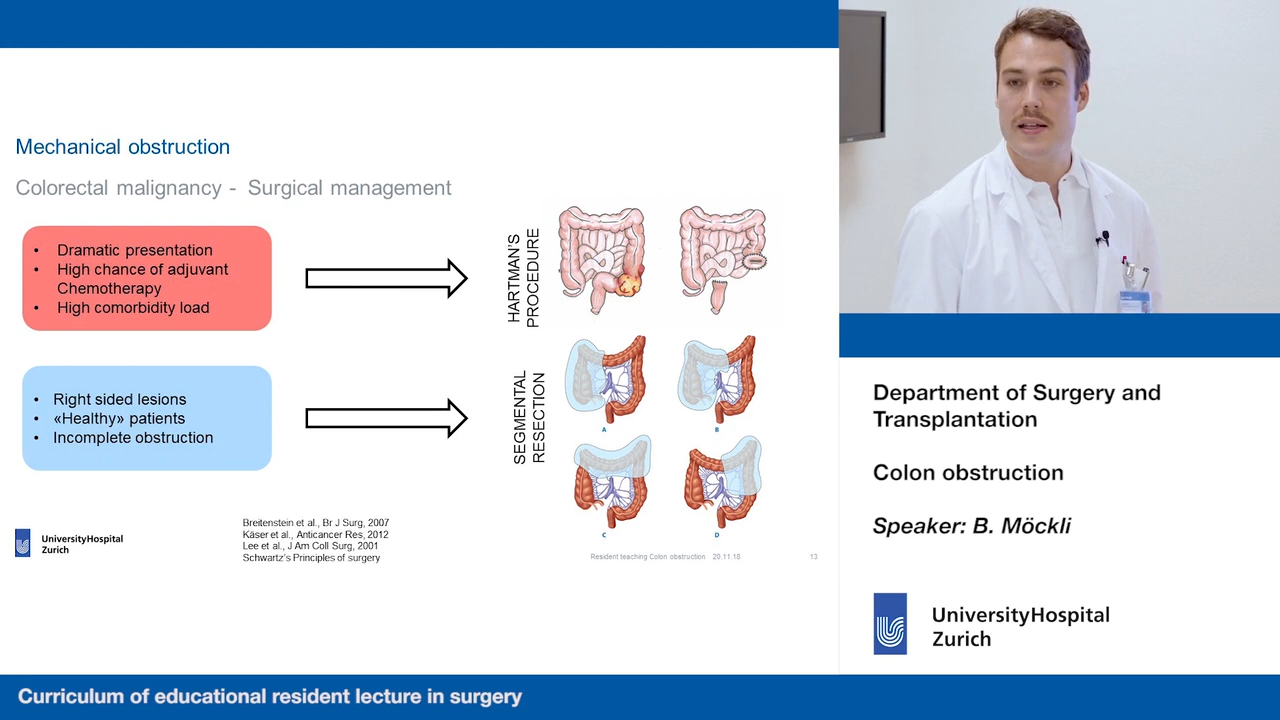 Mechanical obstruction
Colorectal malignancy - Surgical management
• Dramatic presentation
• High chance of adjuvant
Chemotherapy
• High comorbidity load
HARTMAN'S
PROCEDURE
• Right sided lesions
• «Healthy» patients
• Incomplete obstruction
SEGMENTAL
RESECTION
A
B
C
D
UniversityHospital
Zurich
Breitenstein et al., Br J Surg, 2007
Käser et al., Anticancer Res, 2012
Lee et al., J Am Coll Surg, 2001
Schwartz's Principles of surgery
Resident teaching Colon obstruction 20.11.18
13
Department of Surgery and
Transplantation
Colon obstruction
Speaker: B. Möckli
UniversityHospital
Zurich
Curriculum of educational resident lecture in surgery